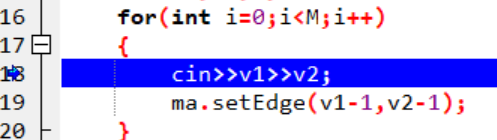 16 for(int i=0;i<M;i++)
17 {
18 cin>>v1>>v2;
19 ma.setEdge(v1-1,v2-1);
20 }